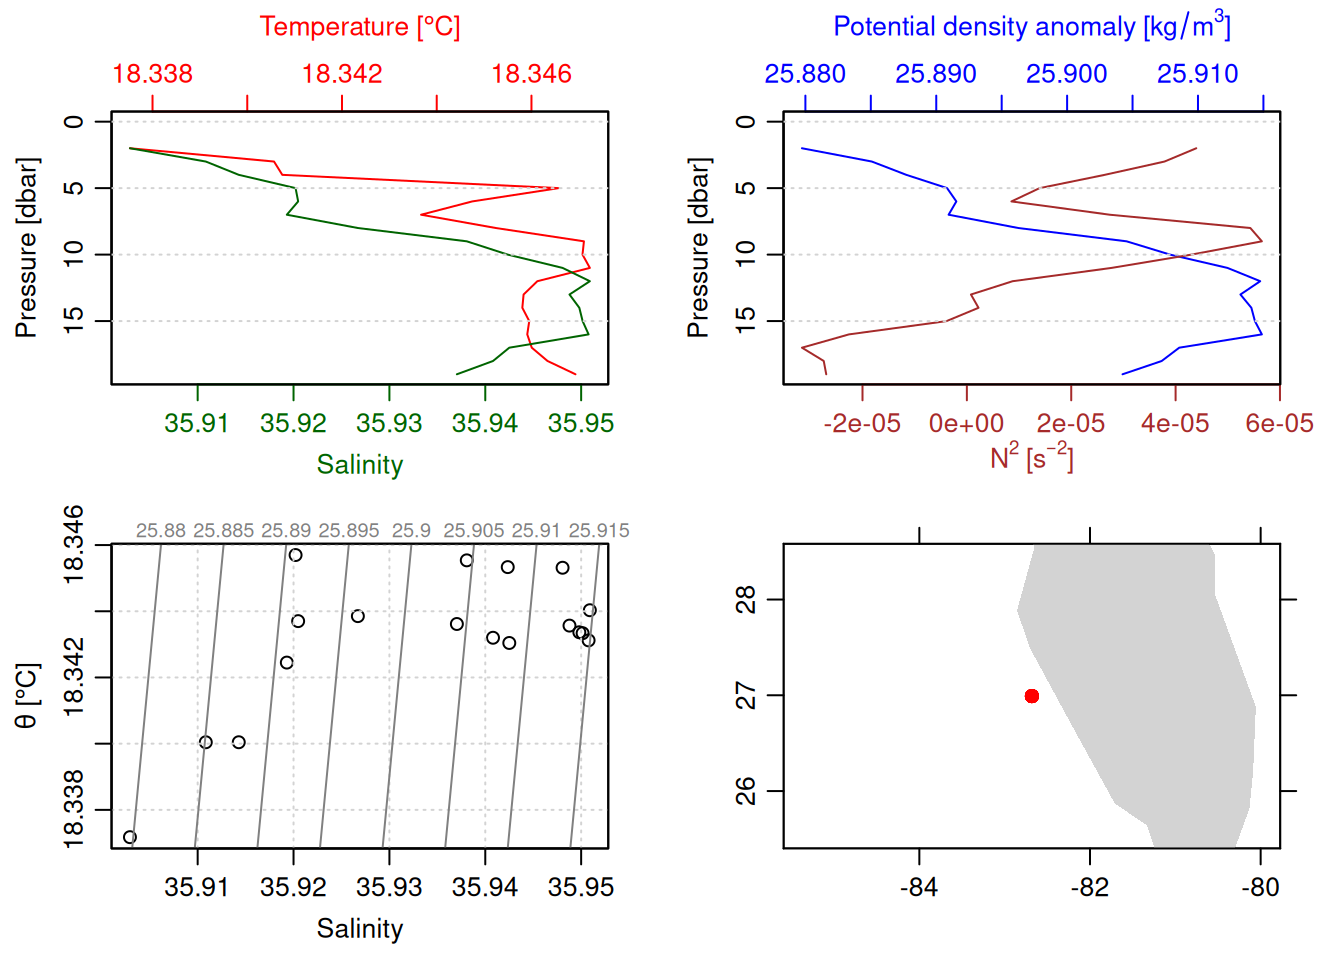 Temperature [°C]
18.338 18.342 18.346
Pressure [dbar]
0 5 10 15
35.91 35.92 35.93 35.94 35.95
Salinity
Potential density anomaly [kg/m³]
25.880 25.890 25.900 25.910
Pressure [dbar]
0 5 10 15
-2e-05 0e+00 2e-05 4e-05 6e-05
N² [s⁻²]
25.88 25.885 25.89 25.895 25.9 25.905 25.91 25.915
θ [°C]
18.346 18.342 18.338
35.91 35.92 35.93 35.94 35.95
Salinity
28 27 26
-84 -82 -80